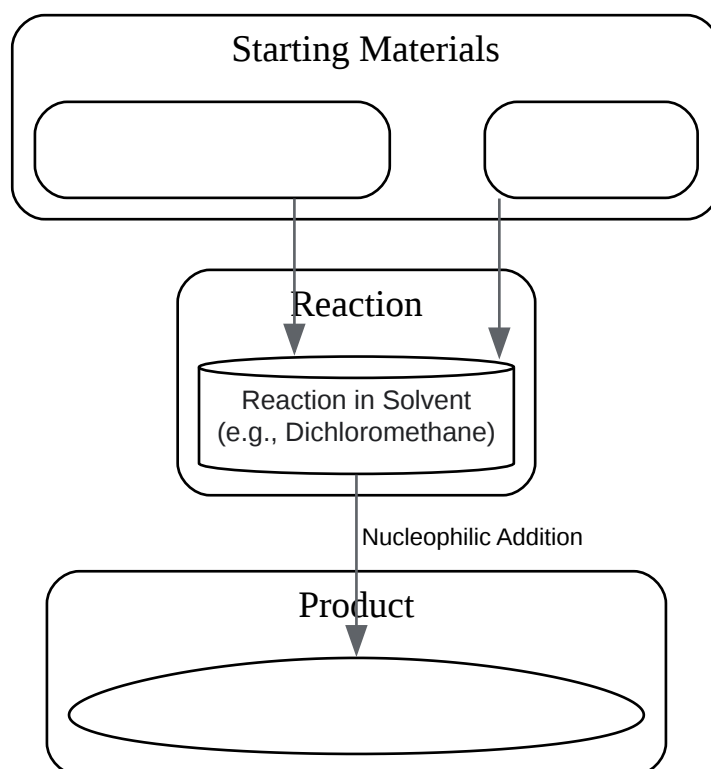 Starting Materials
Reaction
Reaction in Solvent
(e.g., Dichloromethane)
Nucleophilic Addition
Product